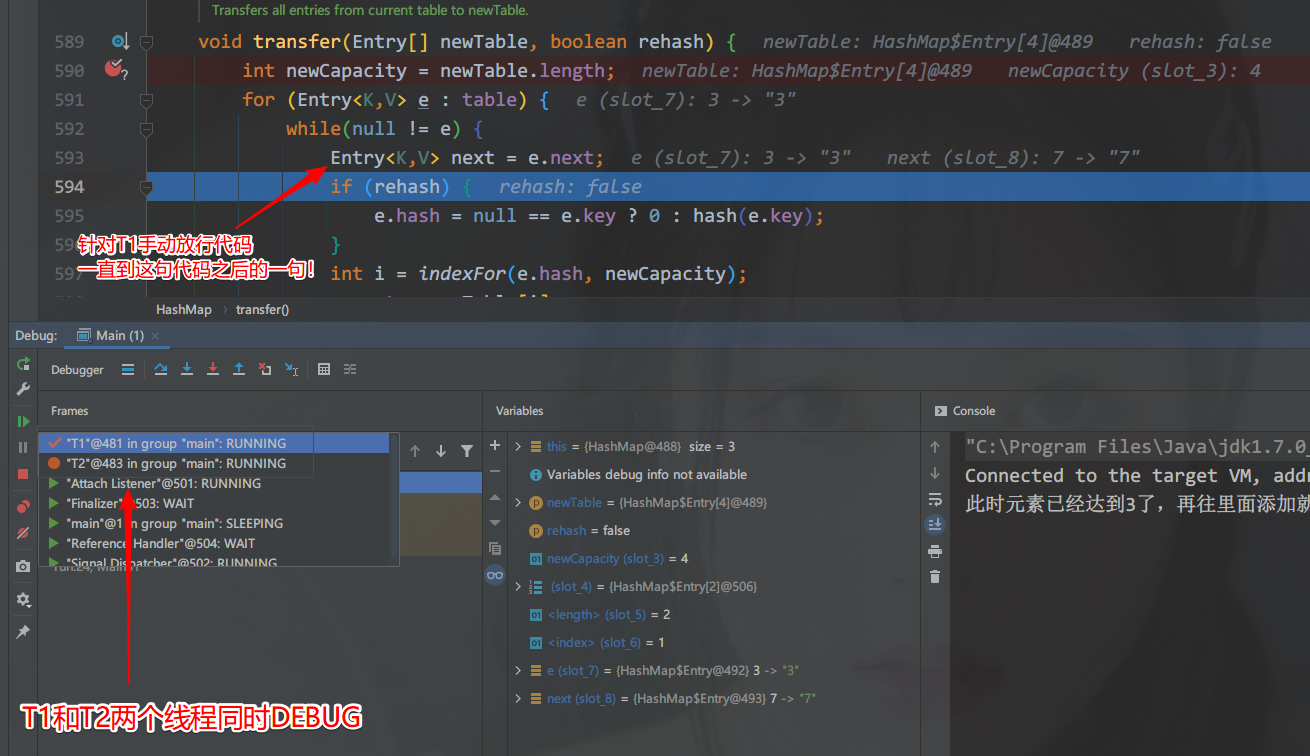 Transfers all entries from current table to newTable.
589 void transfer(Entry[] newTable, boolean rehash) { newTable: HashMap$Entry[4]@489 rehash: false
590 int newCapacity = newTable.length; newTable: HashMap$Entry[4]@489 newCapacity (slot_3): 4
591 for (Entry<K,V> e : table) { e (slot_7): 3 -> "3"
592 while(null != e) {
593 Entry<K,V> next = e.next; e (slot_7): 3 -> "3" next (slot_8): 7 -> "7"
594 if (rehash) { rehash: false
595 e.hash = null == e.key ? 0 : hash(e.key);
596 }
针对T1手动放行代码
一直到这句代码之后的一句!
597 int i = indexFor(e.hash, newCapacity);
HashMap › transfer()
Debug: Main (1) ×
Debugger
Frames
"T1"@481 in group "main": RUNNING
"T2"@483 in group "main": RUNNING
"Attach Listener"@501: RUNNING
"Finalizer"@503: WAIT
"main"@1 in group "main": SLEEPING
"Reference Handler"@504: WAIT
"Signal Dispatcher"@502: RUNNING
run:24, Main$1
T1和T2两个线程同时DEBUG
Variables
this = {HashMap@488} size = 3
Variables debug info not available
newTable = {HashMap$Entry[4]@489}
rehash = false
newCapacity (slot_3) = 4
(slot_4) = {HashMap$Entry[2]@506}
<length> (slot_5) = 2
<index> (slot_6) = 1
e (slot_7) = {HashMap$Entry@492} 3 -> "3"
next (slot_8) = {HashMap$Entry@493} 7 -> "7"
Console
"C:\Program Files\Java\jdk1.7.0_
Connected to the target VM, addr
此时元素已经达到3了，再往里面添加就